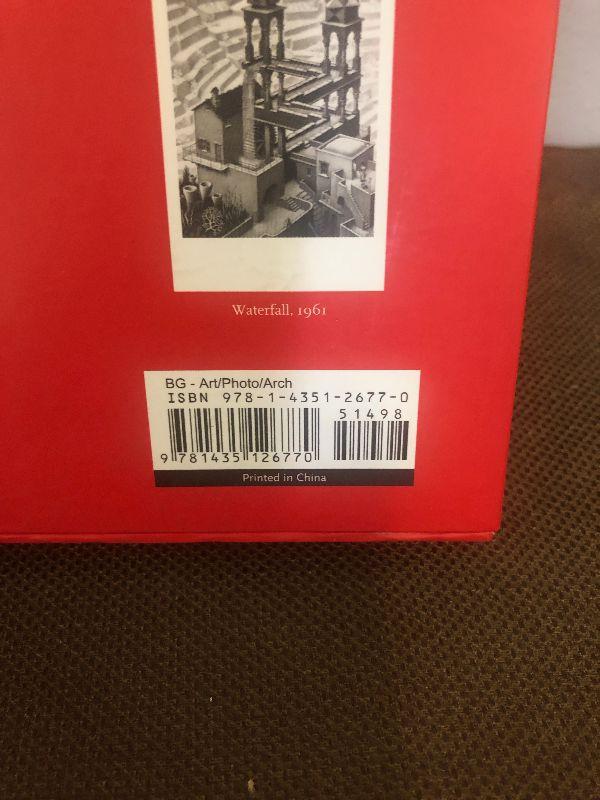 Waterfall, 1961
BG - Art/Photo/Arch
ISBN 978-1-4351-2677-0
51498
9 781435 126770
Printed in China